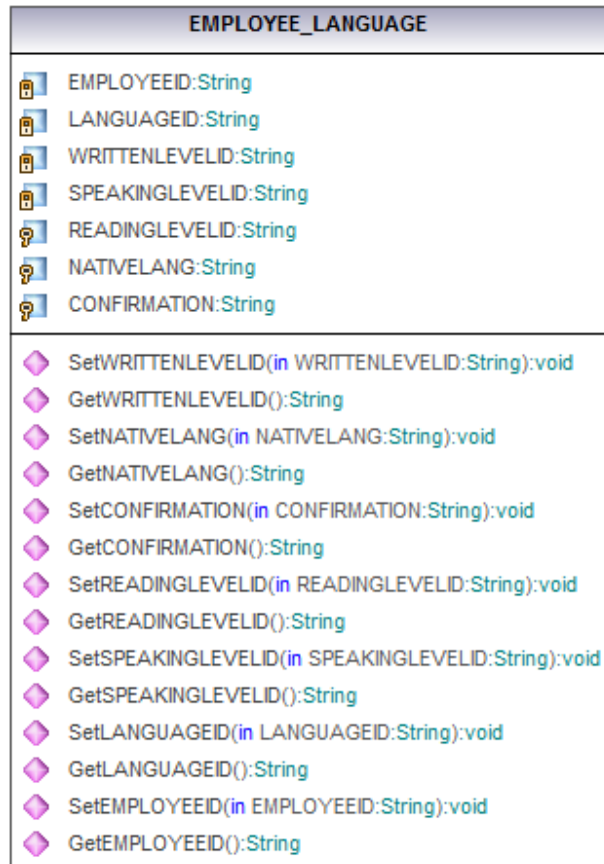 EMPLOYEE_LANGUAGE
EMPLOYEEID:String
LANGUAGEID:String
WRITTENLEVELID:String
SPEAKINGLEVELID:String
READINGLEVELID:String
NATIVELANG:String
CONFIRMATION:String
SetWRITTENLEVELID(in WRITTENLEVELID:String):void
GetWRITTENLEVELID():String
SetNATIVELANG(in NATIVELANG:String):void
GetNATIVELANG():String
SetCONFIRMATION(in CONFIRMATION:String):void
GetCONFIRMATION():String
SetREADINGLEVELID(in READINGLEVELID:String):void
GetREADINGLEVELID():String
SetSPEAKINGLEVELID(in SPEAKINGLEVELID:String):void
GetSPEAKINGLEVELID():String
SetLANGUAGEID(in LANGUAGEID:String):void
GetLANGUAGEID():String
SetEMPLOYEEID(in EMPLOYEEID:String):void
GetEMPLOYEEID():String